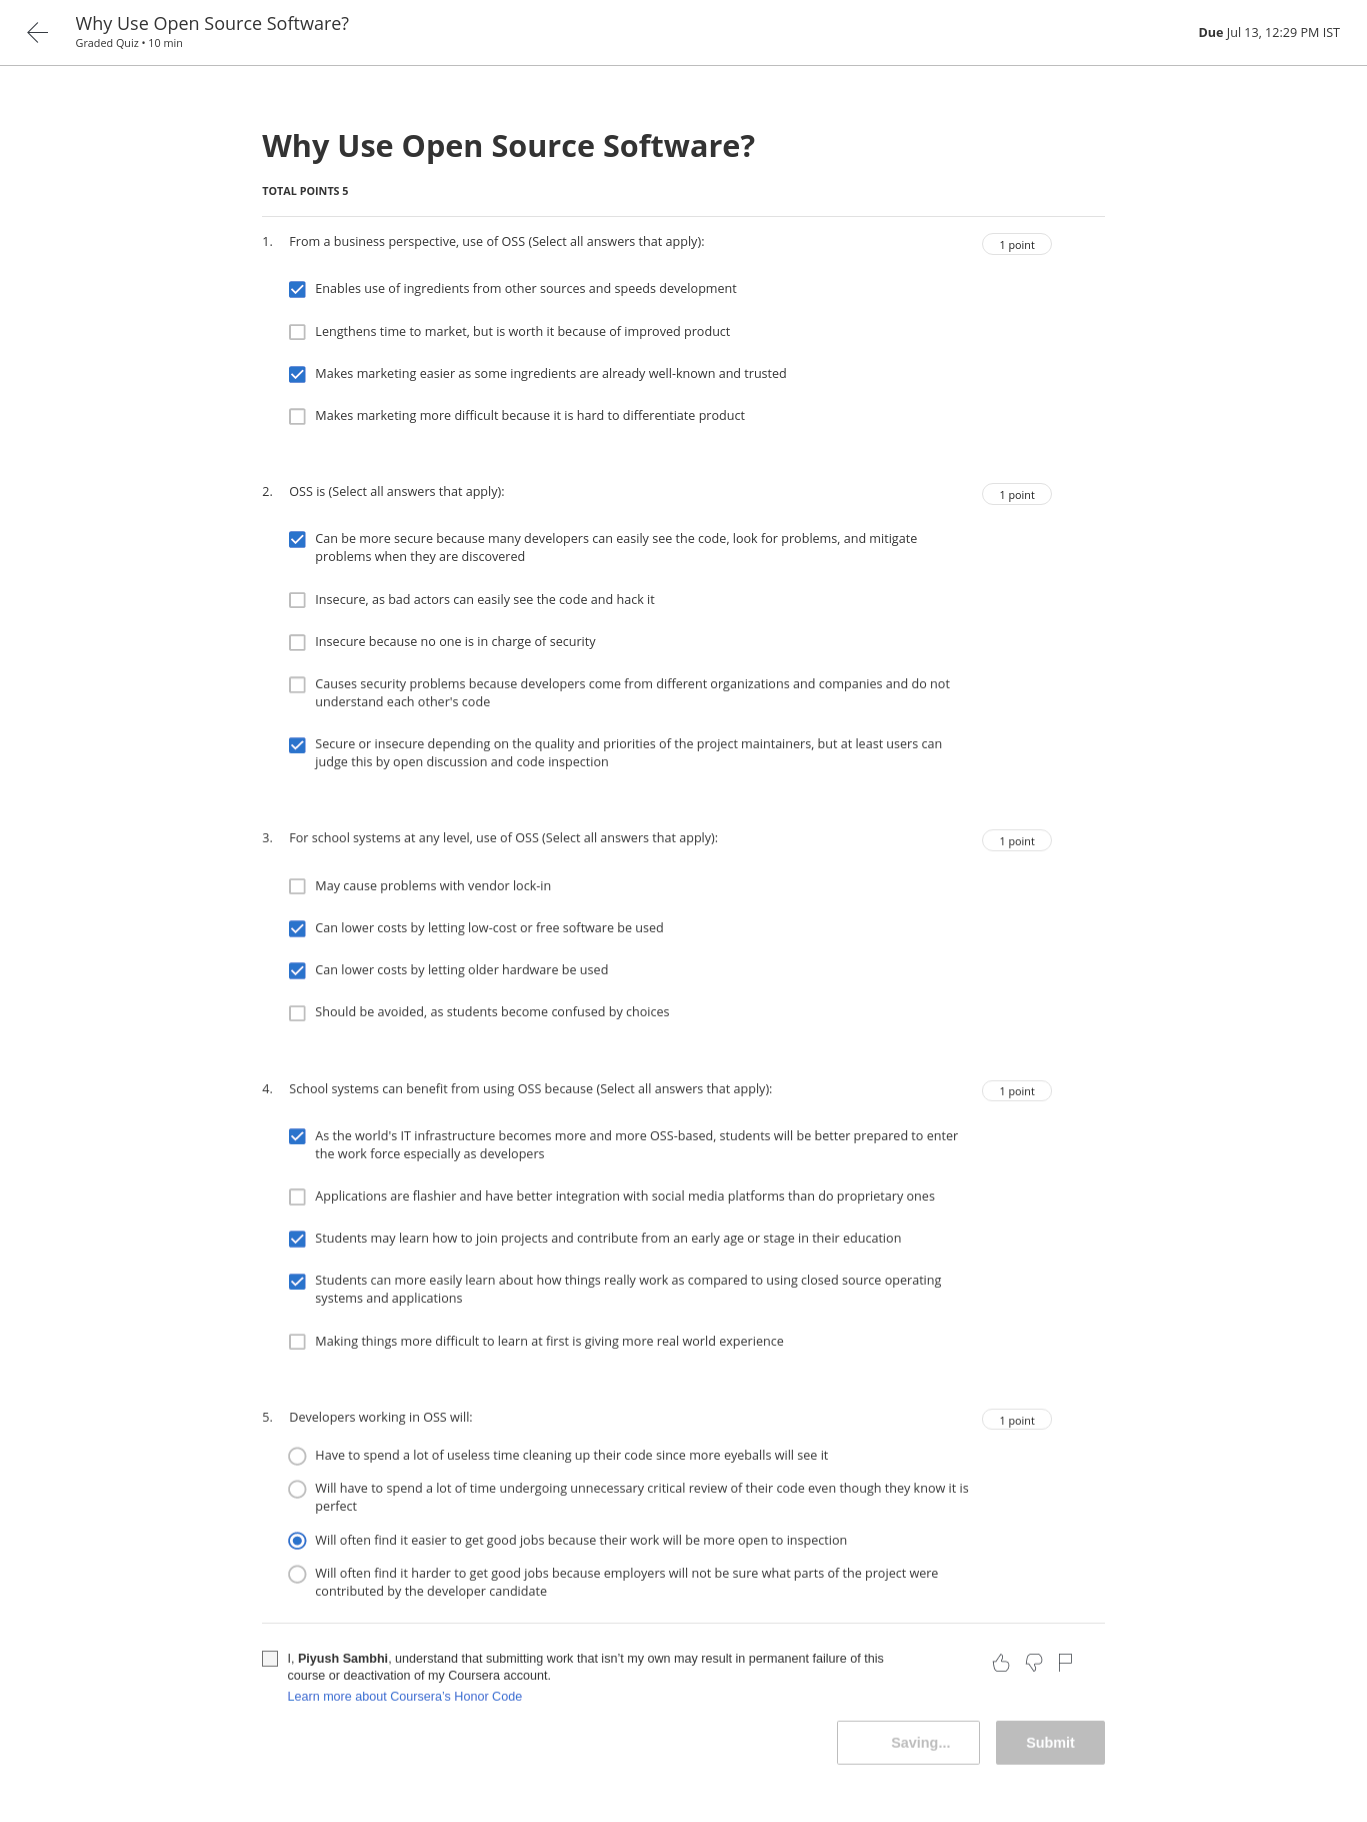 Why Use Open Source Software?
Graded Quiz • 10 min
Due Jul 13, 12:29 PM IST
Why Use Open Source Software?
TOTAL POINTS 5
1. From a business perspective, use of OSS (Select all answers that apply):
1 point
Enables use of ingredients from other sources and speeds development
Lengthens time to market, but is worth it because of improved product
Makes marketing easier as some ingredients are already well-known and trusted
Makes marketing more difficult because it is hard to differentiate product
2. OSS is (Select all answers that apply):
1 point
Can be more secure because many developers can easily see the code, look for problems, and mitigate
problems when they are discovered
Insecure, as bad actors can easily see the code and hack it
Insecure because no one is in charge of security
Causes security problems because developers come from different organizations and companies and do not
understand each other's code
Secure or insecure depending on the quality and priorities of the project maintainers, but at least users can
judge this by open discussion and code inspection
3. For school systems at any level, use of OSS (Select all answers that apply):
1 point
May cause problems with vendor lock-in
Can lower costs by letting low-cost or free software be used
Can lower costs by letting older hardware be used
Should be avoided, as students become confused by choices
4. School systems can benefit from using OSS because (Select all answers that apply):
1 point
As the world's IT infrastructure becomes more and more OSS-based, students will be better prepared to enter
the work force especially as developers
Applications are flashier and have better integration with social media platforms than do proprietary ones
Students may learn how to join projects and contribute from an early age or stage in their education
Students can more easily learn about how things really work as compared to using closed source operating
systems and applications
Making things more difficult to learn at first is giving more real world experience
5. Developers working in OSS will:
1 point
Have to spend a lot of useless time cleaning up their code since more eyeballs will see it
Will have to spend a lot of time undergoing unnecessary critical review of their code even though they know it is
perfect
Will often find it easier to get good jobs because their work will be more open to inspection
Will often find it harder to get good jobs because employers will not be sure what parts of the project were
contributed by the developer candidate
I, Piyush Sambhi, understand that submitting work that isn't my own may result in permanent failure of this
course or deactivation of my Coursera account.
Learn more about Coursera's Honor Code
Saving...
Submit